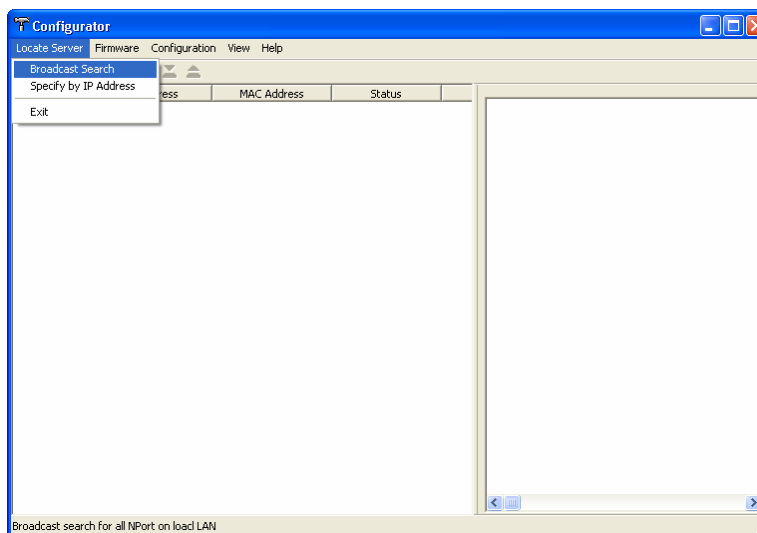 Configurator
Locate Server Firmware Configuration View Help
Broadcast Search
Specify by IP Address
Exit
ress MAC Address Status
Broadcast search for all NPort on loacl LAN